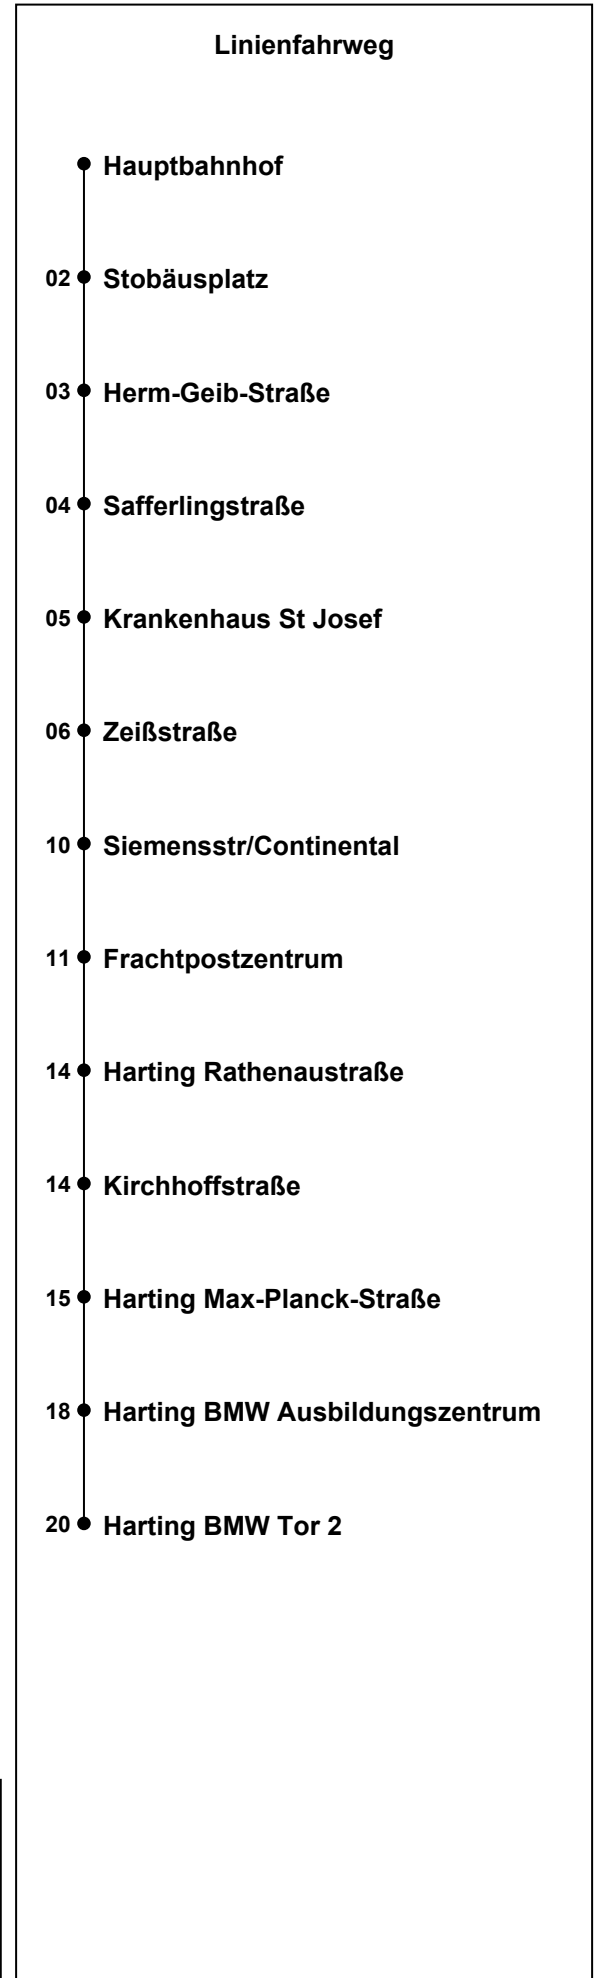 Linienfahrweg
Hauptbahnhof
02 Stobäusplatz
03 Herm-Geib-Straße
04 Safferlingstraße
05 Krankenhaus St Josef
06 Zeißstraße
10 Siemensstr/Continental
11 Frachtpostzentrum
14 Harting Rathenaustraße
14 Kirchhoffstraße
15 Harting Max-Planck-Straße
18 Harting BMW Ausbildungszentrum
20 Harting BMW Tor 2